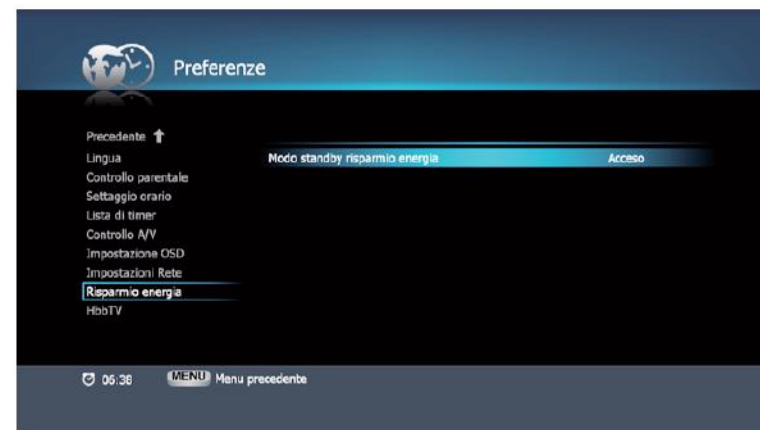 Preferenze
Precedente
Lingua
Modo standby risparmio energia Acceso
Controllo parentale
Settaggio orario
Lista di timer
Controllo A/V
Impostazione OSD
Impostazioni Rete
Risparmio energia
HbbTV
06:38 MENU Menu precedente